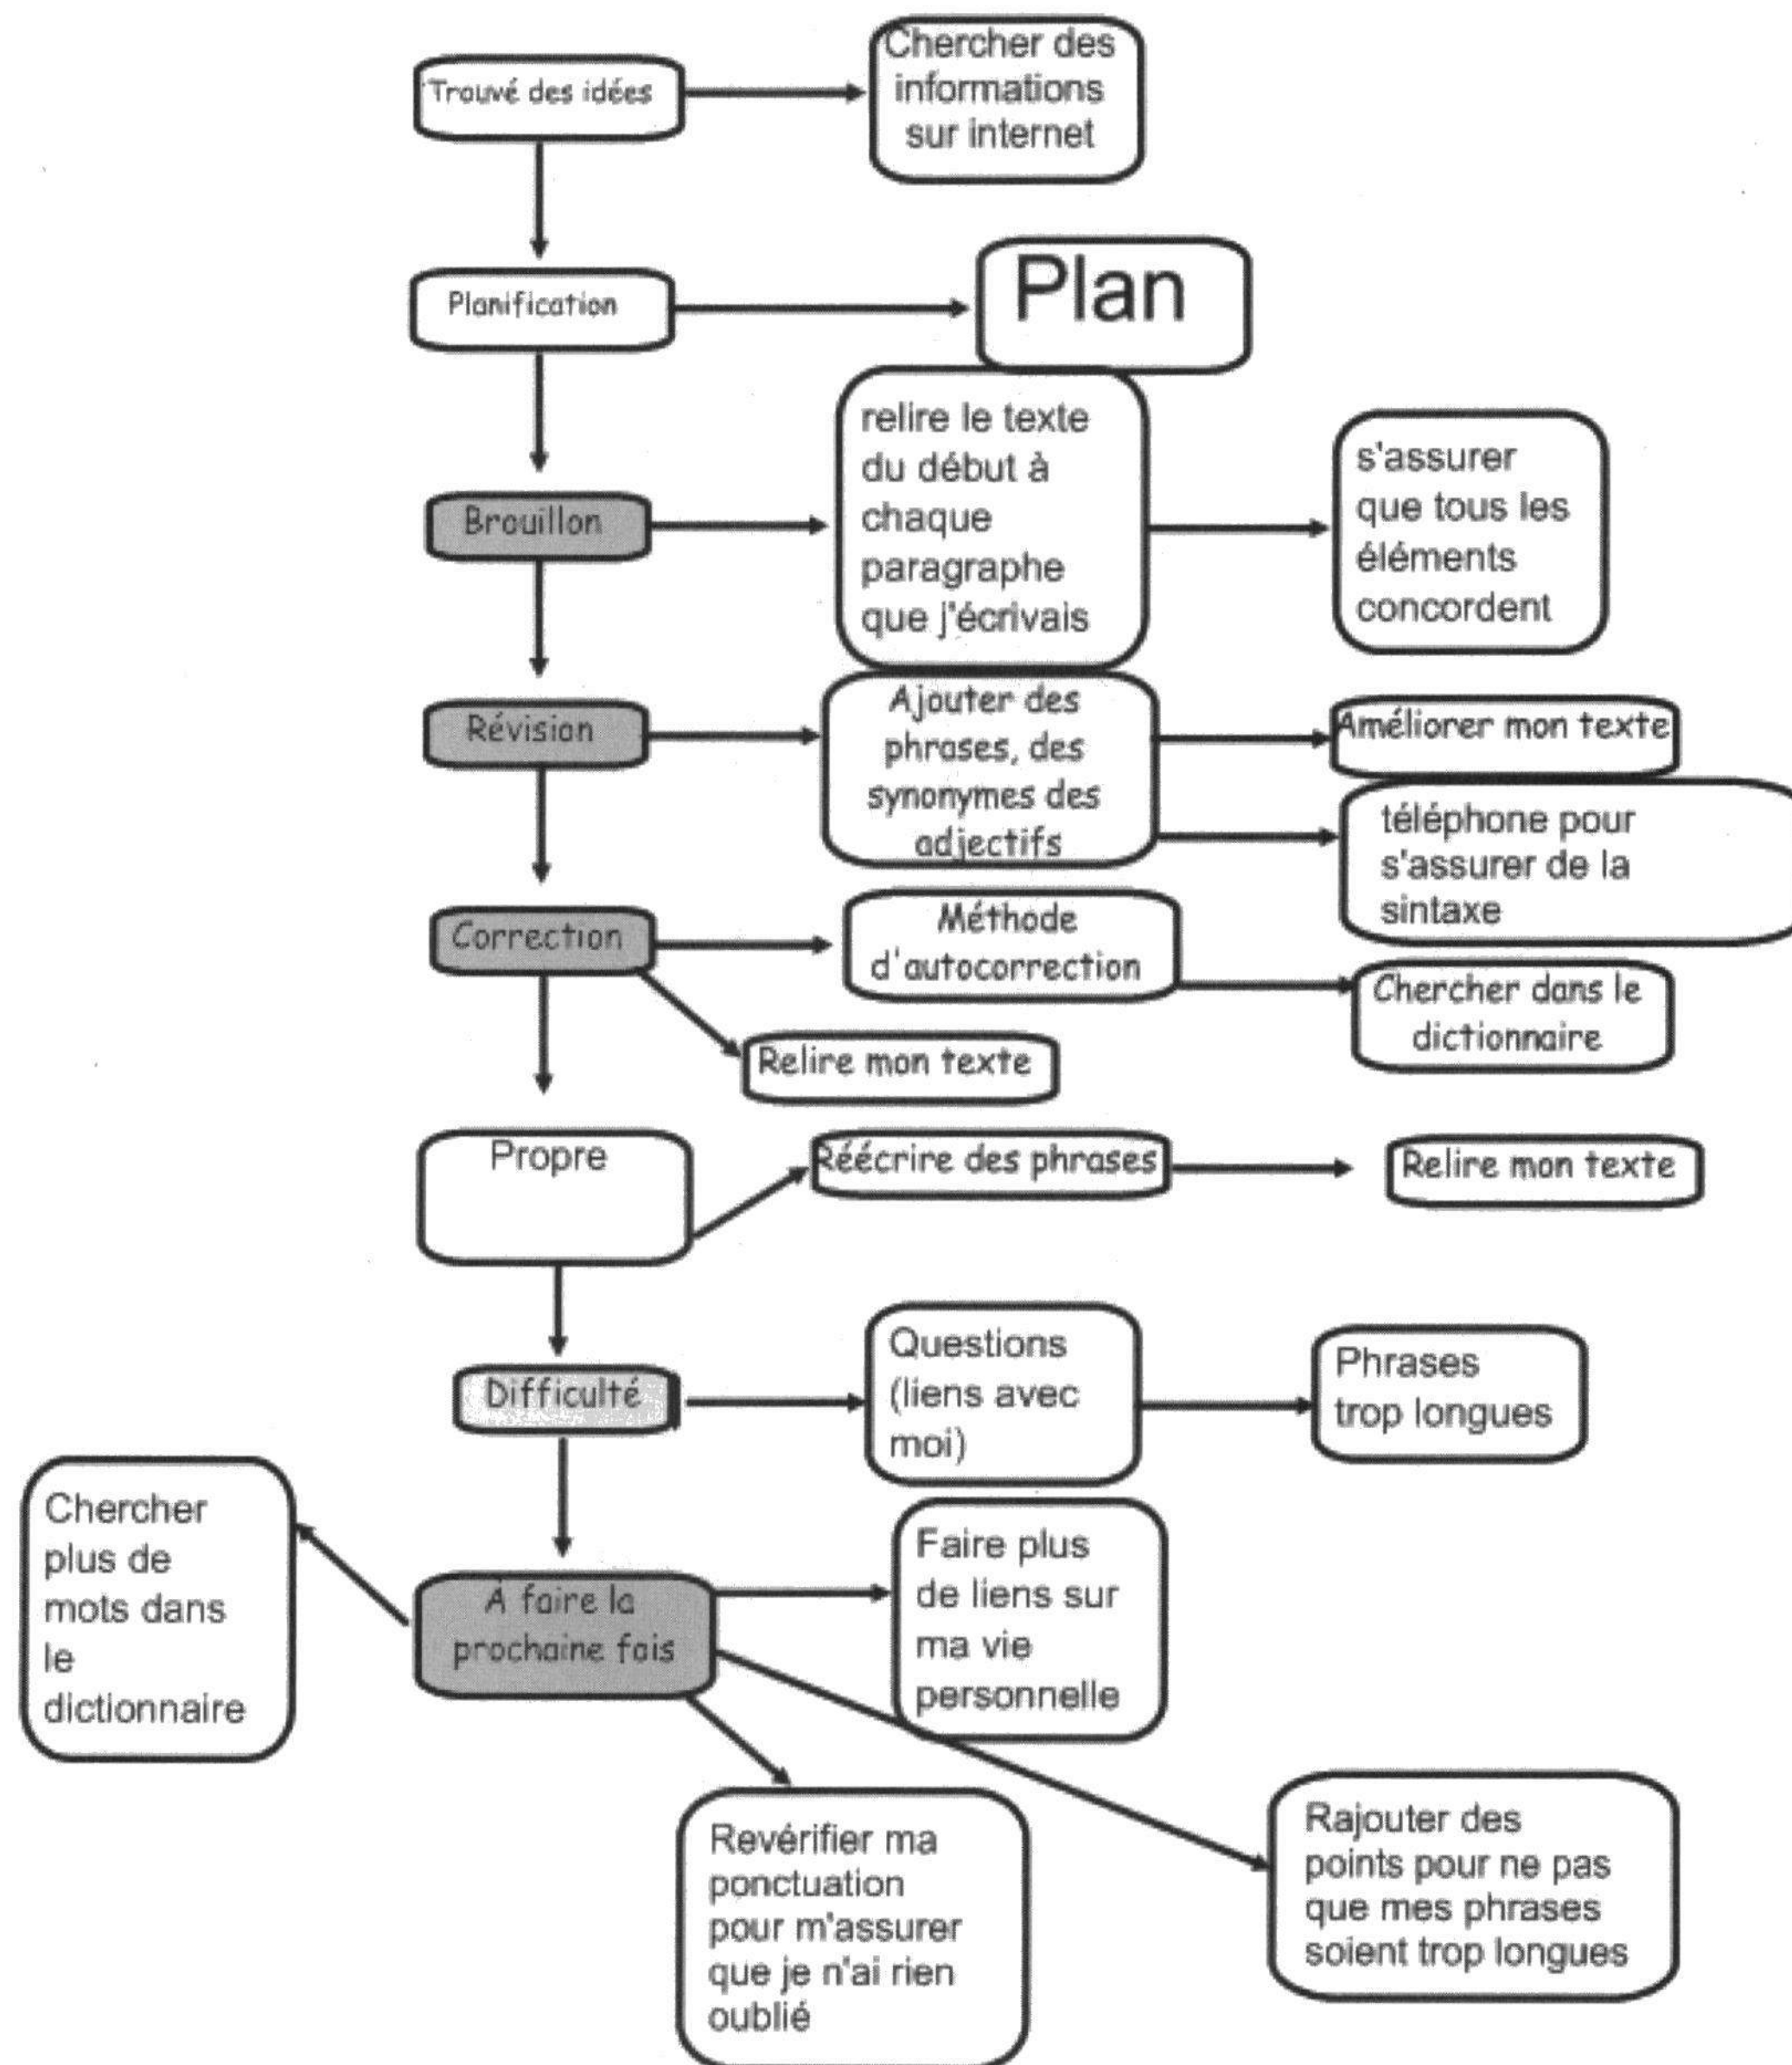 Trouvé des idées
Chercher des
informations
sur internet
Planification
Plan
Brouillon
relire le texte
du début à
chaque
paragraphe
que j'écrivais
s'assurer
que tous les
éléments
concordent
Révision
Ajouter des
phrases, des
synonymes des
adjectifs
Améliorer mon texte
téléphone pour
s'assurer de la
sintaxe
Correction
Méthode
d'autocorrection
Chercher dans le
dictionnaire
Relire mon texte
Propre
Réécrire des phrases
Relire mon texte
Difficulté
Questions
(liens avec
moi)
Phrases
trop longues
À faire la
prochaine fois
Chercher
plus de
mots dans
le
dictionnaire
Faire plus
de liens sur
ma vie
personnelle
Revérifier ma
ponctuation
pour m'assurer
que je n'ai rien
oublié
Rajouter des
points pour ne pas
que mes phrases
soient trop longues